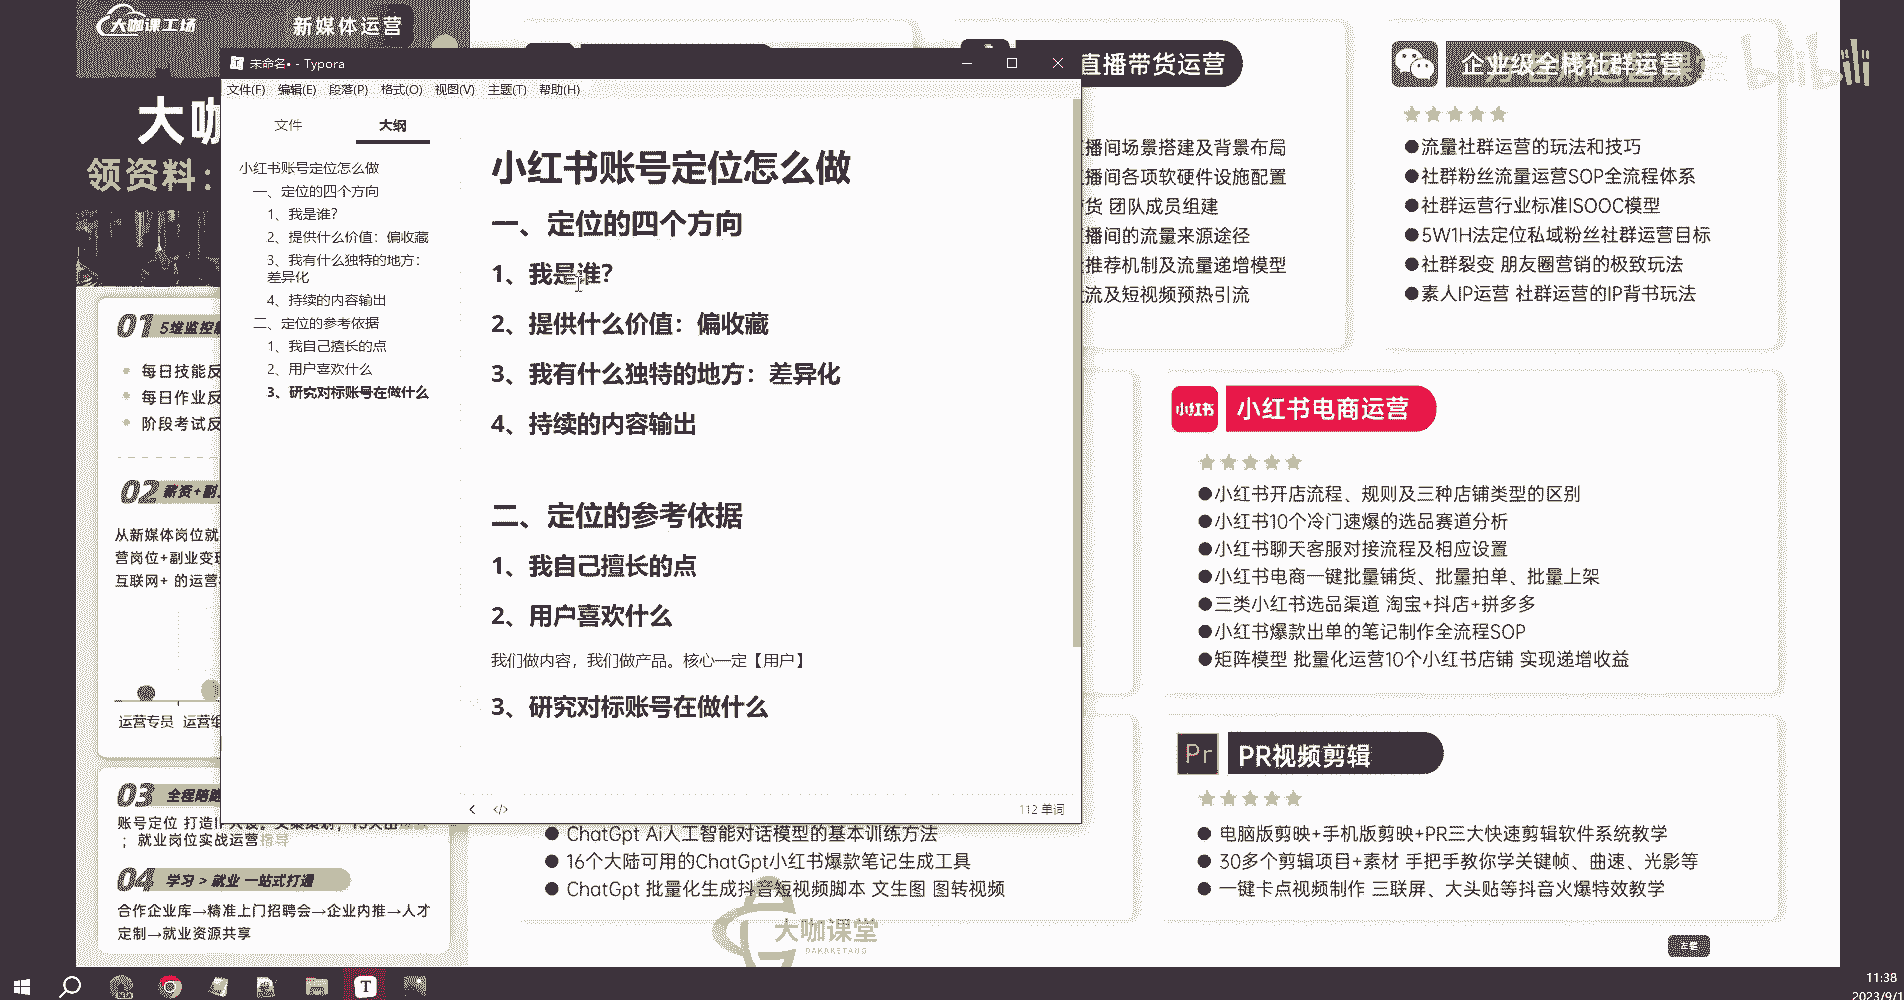 大咖课工场
新媒体运营
大咖
领资料：
未命名• - Typora
文件(F) 编辑(E) 段落(P) 格式(O) 视图(V) 主题(T) 帮助(H)
文件 大纲
小红书账号定位怎么做
一、定位的四个方向
1、我是谁？
2、提供什么价值：偏收藏
3、我有什么独特的地方：
差异化
4、持续的内容输出
二、定位的参考依据
1、我自己擅长的点
2、用户喜欢什么
3、研究对标账号在做什么
小红书账号定位怎么做
一、定位的四个方向
1、我是谁？
2、提供什么价值：偏收藏
3、我有什么独特的地方：差异化
4、持续的内容输出
二、定位的参考依据
1、我自己擅长的点
2、用户喜欢什么
我们做内容，我们做产品。核心一定【用户】
3、研究对标账号在做什么
112 单词
01 5维监控
每日技能反
每日作业反
阶段考试反
02 薪资+副
从新媒体岗位就
营岗位+副业变现
互联网+ 的运营
运营专员 运营组
03 全程陪跑
账号定位 打造
；就业岗位实战运营指导
04 学习 > 就业 一站式打通
合作企业库→精准上门招聘会→企业内推→人才
定制→就业资源共享
直播带货运营
播间场景搭建及背景布局
播间各项软硬件设施配置
货 团队成员组建
播间的流量来源途径
推荐机制及流量递增模型
流及短视频预热引流
企业级全栈社群运营
bilibili
●流量社群运营的玩法和技巧
●社群粉丝流量运营SOP全流程体系
●社群运营行业标准ISOOC模型
●5W1H法定位私域粉丝社群运营目标
●社群裂变 朋友圈营销的极致玩法
●素人IP运营 社群运营的IP背书玩法
小红书 小红书电商运营
●小红书开店流程、规则及三种店铺类型的区别
●小红书10个冷门速爆的选品赛道分析
●小红书聊天客服对接流程及相应设置
●小红书电商一键批量铺货、批量拍单、批量上架
●三类小红书选品渠道 淘宝+抖店+拼多多
●小红书爆款出单的笔记制作全流程SOP
●矩阵模型 批量化运营10个小红书店铺 实现递增收益
Pr PR视频剪辑
● 电脑版剪映+手机版剪映+PR三大快速剪辑软件系统教学
● 30多个剪辑项目+素材 手把手教你学关键帧、曲速、光影等
● 一键卡点视频制作 三联屏、大头贴等抖音火爆特效教学
● ChatGpt Ai人工智能对话模型的基本训练方法
● 16个大陆可用的ChatGpt小红书爆款笔记生成工具
● ChatGpt 批量化生成抖音短视频脚本 文生图 图转视频
大咖课堂
DAKAKETANG
11:38
2023/9/1